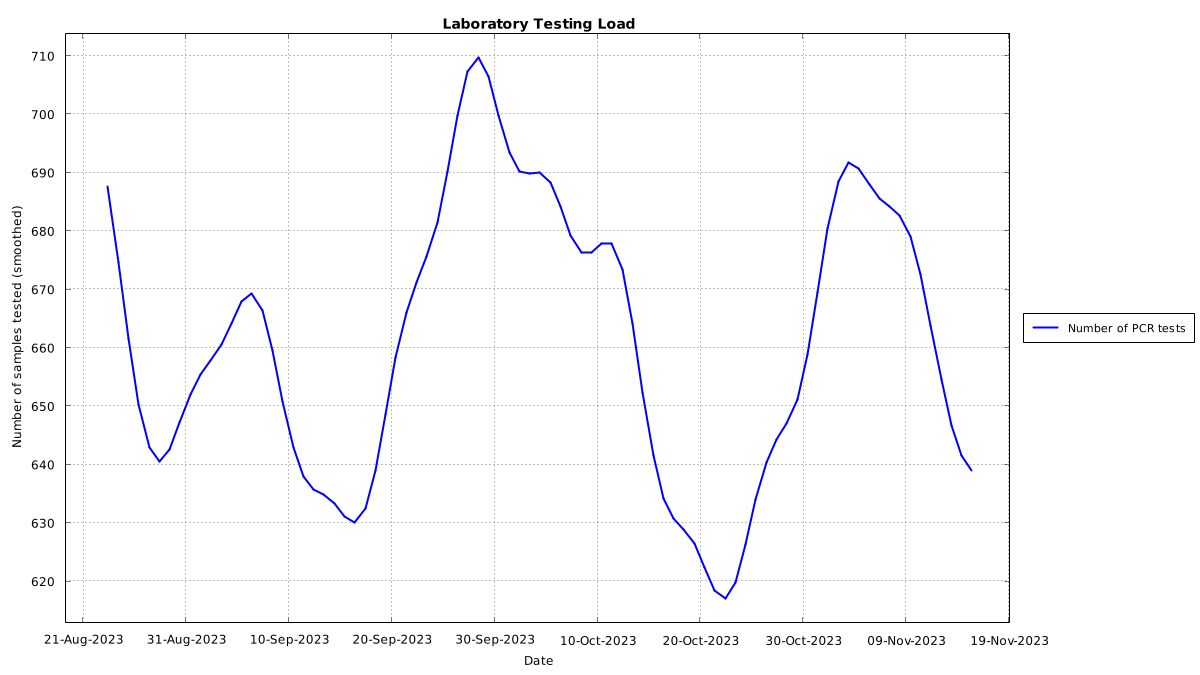 Laboratory Testing Load
Number of samples tested (smoothed)
710
700
690
680
670
660
650
640
630
620
21-Aug-2023
31-Aug-2023
10-Sep-2023
20-Sep-2023
30-Sep-2023
10-Oct-2023
20-Oct-2023
30-Oct-2023
09-Nov-2023
19-Nov-2023
Date
Number of PCR tests